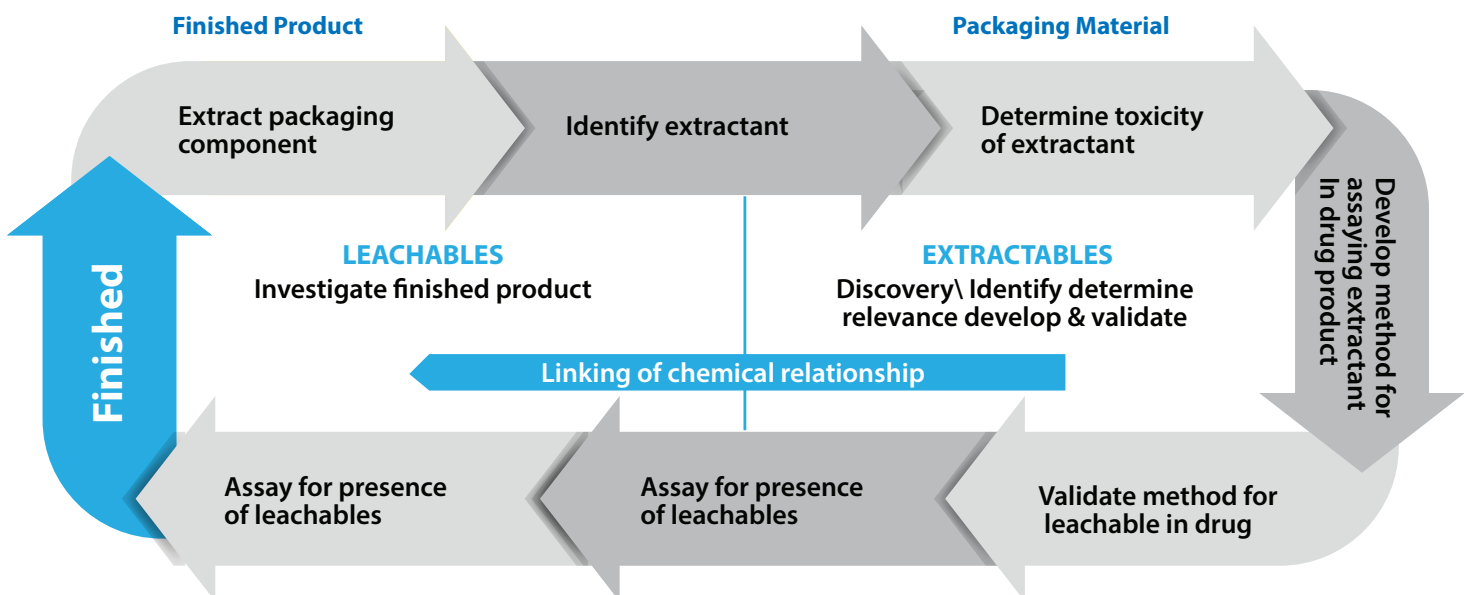 Finished Product
Packaging Material
Extract packaging
component
Identify extractant
Determine toxicity
of extractant
Develop method for
assaying extractant
In drug product
LEACHABLES
Investigate finished product
EXTRACTABLES
Discovery\ Identify determine
relevance develop & validate
Linking of chemical relationship
Finished
Assay for presence
of leachables
Assay for presence
of leachables
Validate method for
leachable in drug